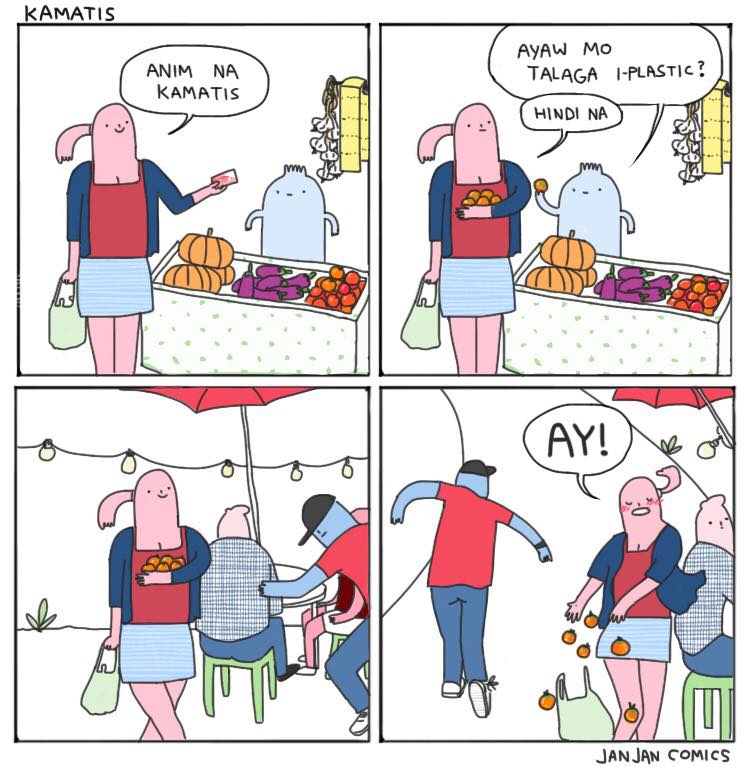 KAMATIS
ANIM NA
KAMATIS
AYAW MO
TALAGA I-PLASTIC?
HINDI NA
AY!
JANJAN COMICS